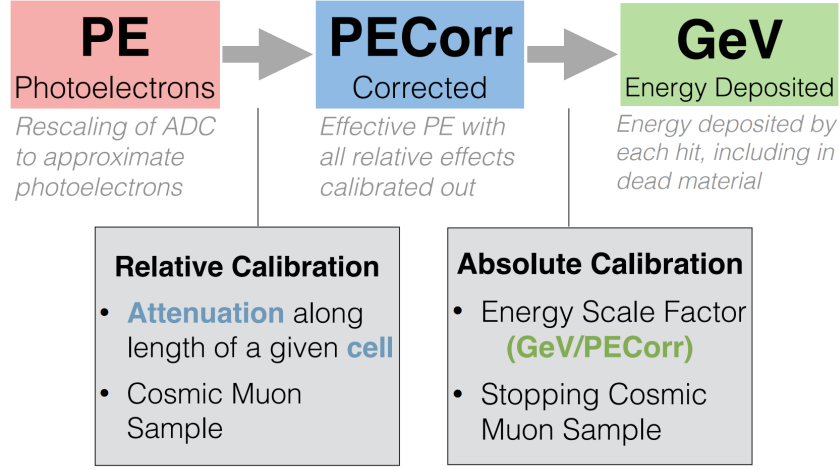 PE
Photoelectrons
Rescaling of ADC
to approximate
photoelectrons
PECorr
Corrected
Effective PE with
all relative effects
calibrated out
GeV
Energy Deposited
Energy deposited by
each hit, including in
dead material
Relative Calibration
• Attenuation along
length of a given cell
• Cosmic Muon
Sample
Absolute Calibration
• Energy Scale Factor
(GeV/PECorr)
• Stopping Cosmic
Muon Sample